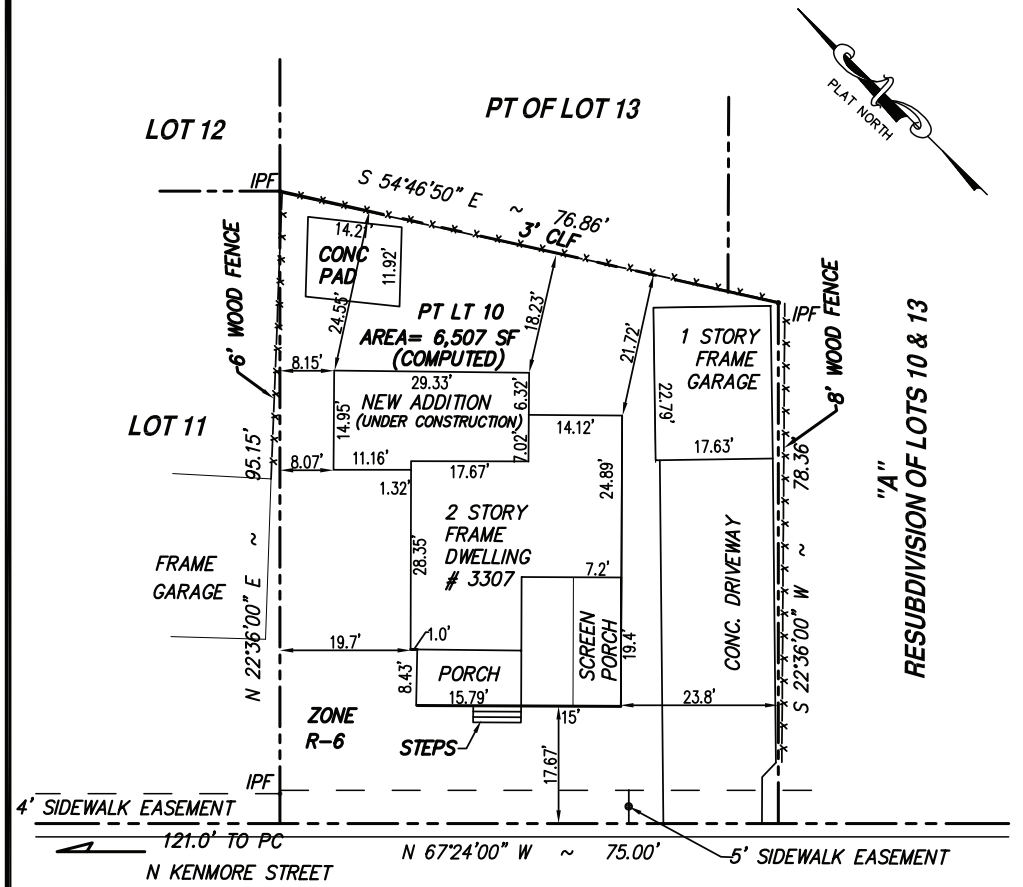 PLAT NORTH
PT OF LOT 13
LOT 12
IPF
S 54°46'50" E ~ 76.86'
3' CLF
6' WOOD FENCE
14.21'
CONC
PAD
11.92'
24.55'
PT LT 10
AREA= 6,507 SF
(COMPUTED)
18.23'
21.72'
1 STORY
FRAME
GARAGE
22.79'
17.63'
IPF
8' WOOD FENCE
"A"
RESUBDIVISION OF LOTS 10 & 13
8.15'
29.33'
6.32'
NEW ADDITION
(UNDER CONSTRUCTION)
14.95'
7.02'
14.12'
LOT 11
8.07'
11.16'
17.67'
1.32'
24.89'
N 22°36'00" E ~ 95.15'
S 22°36'00" W ~ 78.36'
2 STORY
FRAME
DWELLING
# 3307
28.35'
7.2'
FRAME
GARAGE
CONC. DRIVEWAY
SCREEN
PORCH
19.4'
19.7'
1.0'
8.43'
PORCH
15.79'
23.8'
ZONE
R-6
STEPS
15'
17.67'
IPF
4' SIDEWALK EASEMENT
121.0' TO PC
N 67°24'00" W ~ 75.00'
5' SIDEWALK EASEMENT
N KENMORE STREET